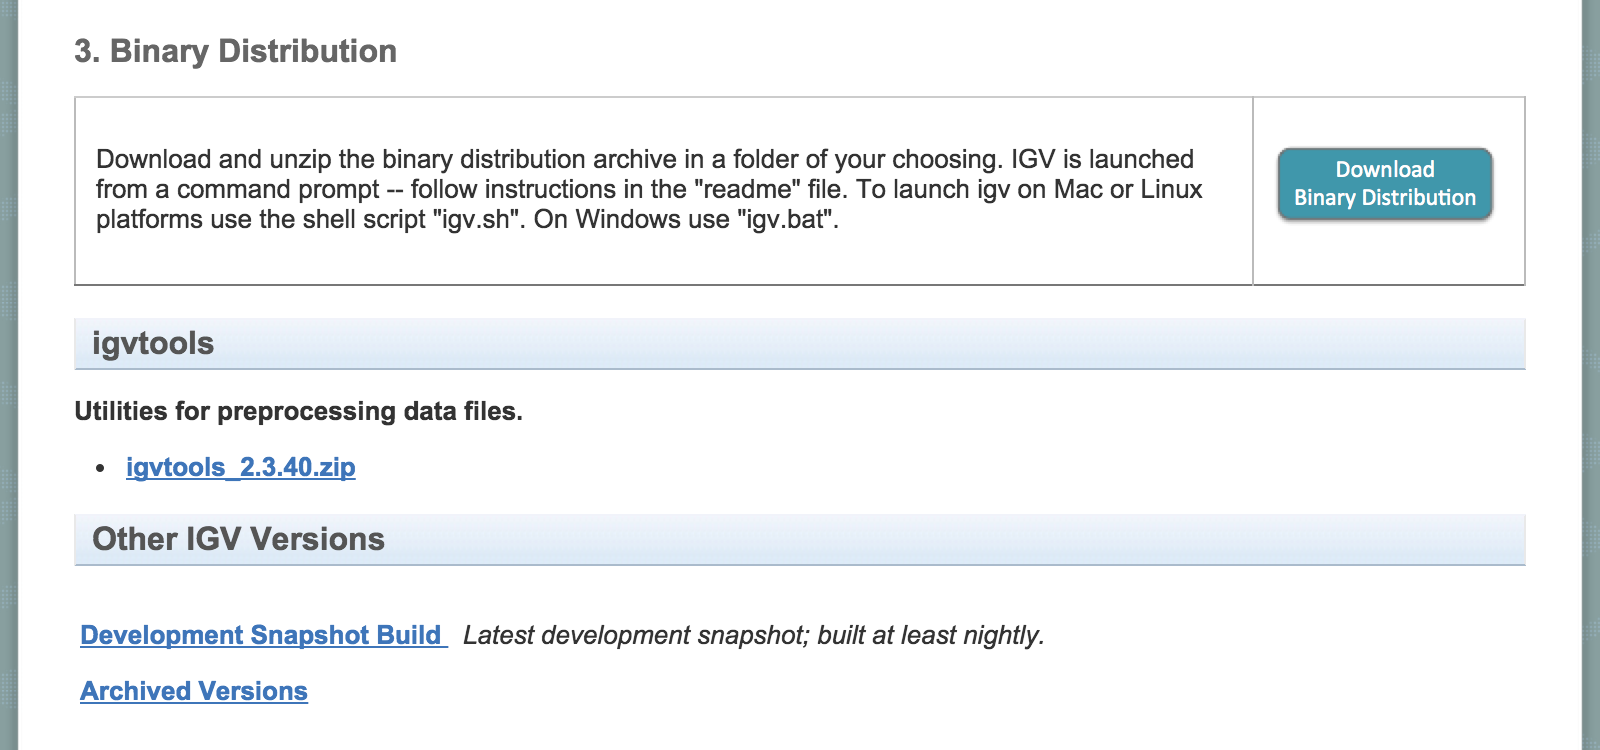 3. Binary Distribution
Download and unzip the binary distribution archive in a folder of your choosing. IGV is launched
from a command prompt -- follow instructions in the "readme" file. To launch igv on Mac or Linux
platforms use the shell script "igv.sh". On Windows use "igv.bat".
Download
Binary Distribution
igvtools
Utilities for preprocessing data files.
• igvtools_2.3.40.zip
Other IGV Versions
Development Snapshot Build Latest development snapshot; built at least nightly.
Archived Versions